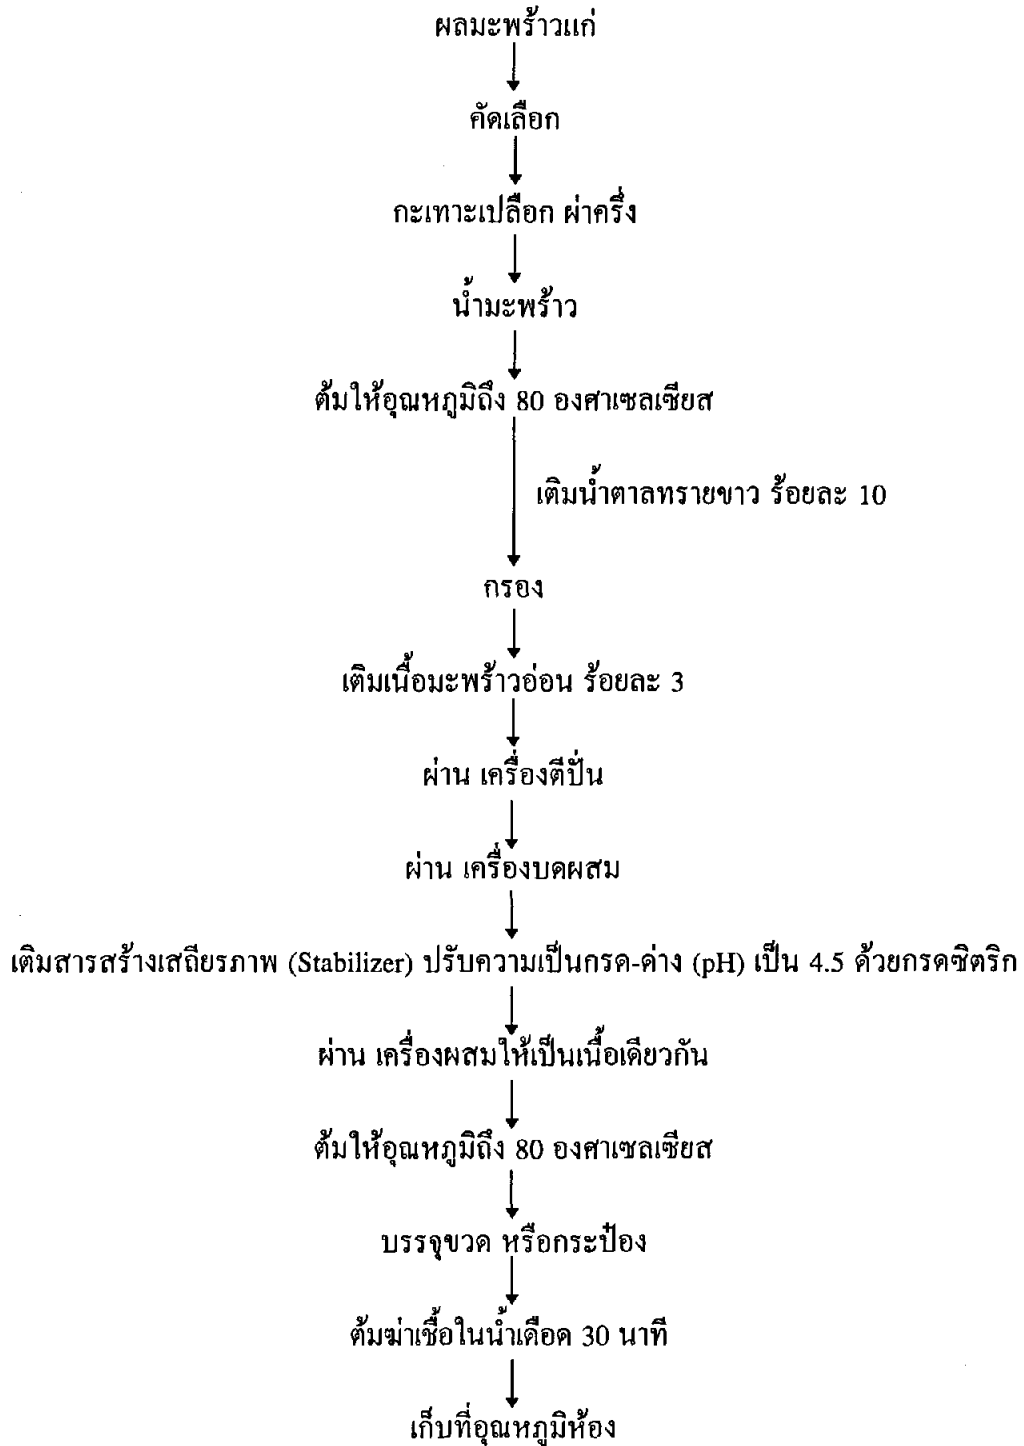 ผลมะพร้าวแก่
คัดเลือก
กะเทาะเปลือก ผ่าครึ่ง
น้ำมะพร้าว
ต้มให้อุณหภูมิถึง 80 องศาเซลเซียส
เติมน้ำตาลทรายขาว ร้อยละ 10
กรอง
เติมเนื้อมะพร้าวอ่อน ร้อยละ 3
ผ่าน เครื่องตีปั่น
ผ่าน เครื่องบดผสม
เติมสารสร้างเสถียรภาพ (Stabilizer) ปรับความเป็นกรด-ด่าง (pH) เป็น 4.5 ด้วยกรดซิตริก
ผ่าน เครื่องผสมให้เป็นเนื้อเดียวกัน
ต้มให้อุณหภูมิถึง 80 องศาเซลเซียส
บรรจุขวด หรือกระป๋อง
ต้มฆ่าเชื้อในน้ำเดือด 30 นาที
เก็บที่อุณหภูมิห้อง